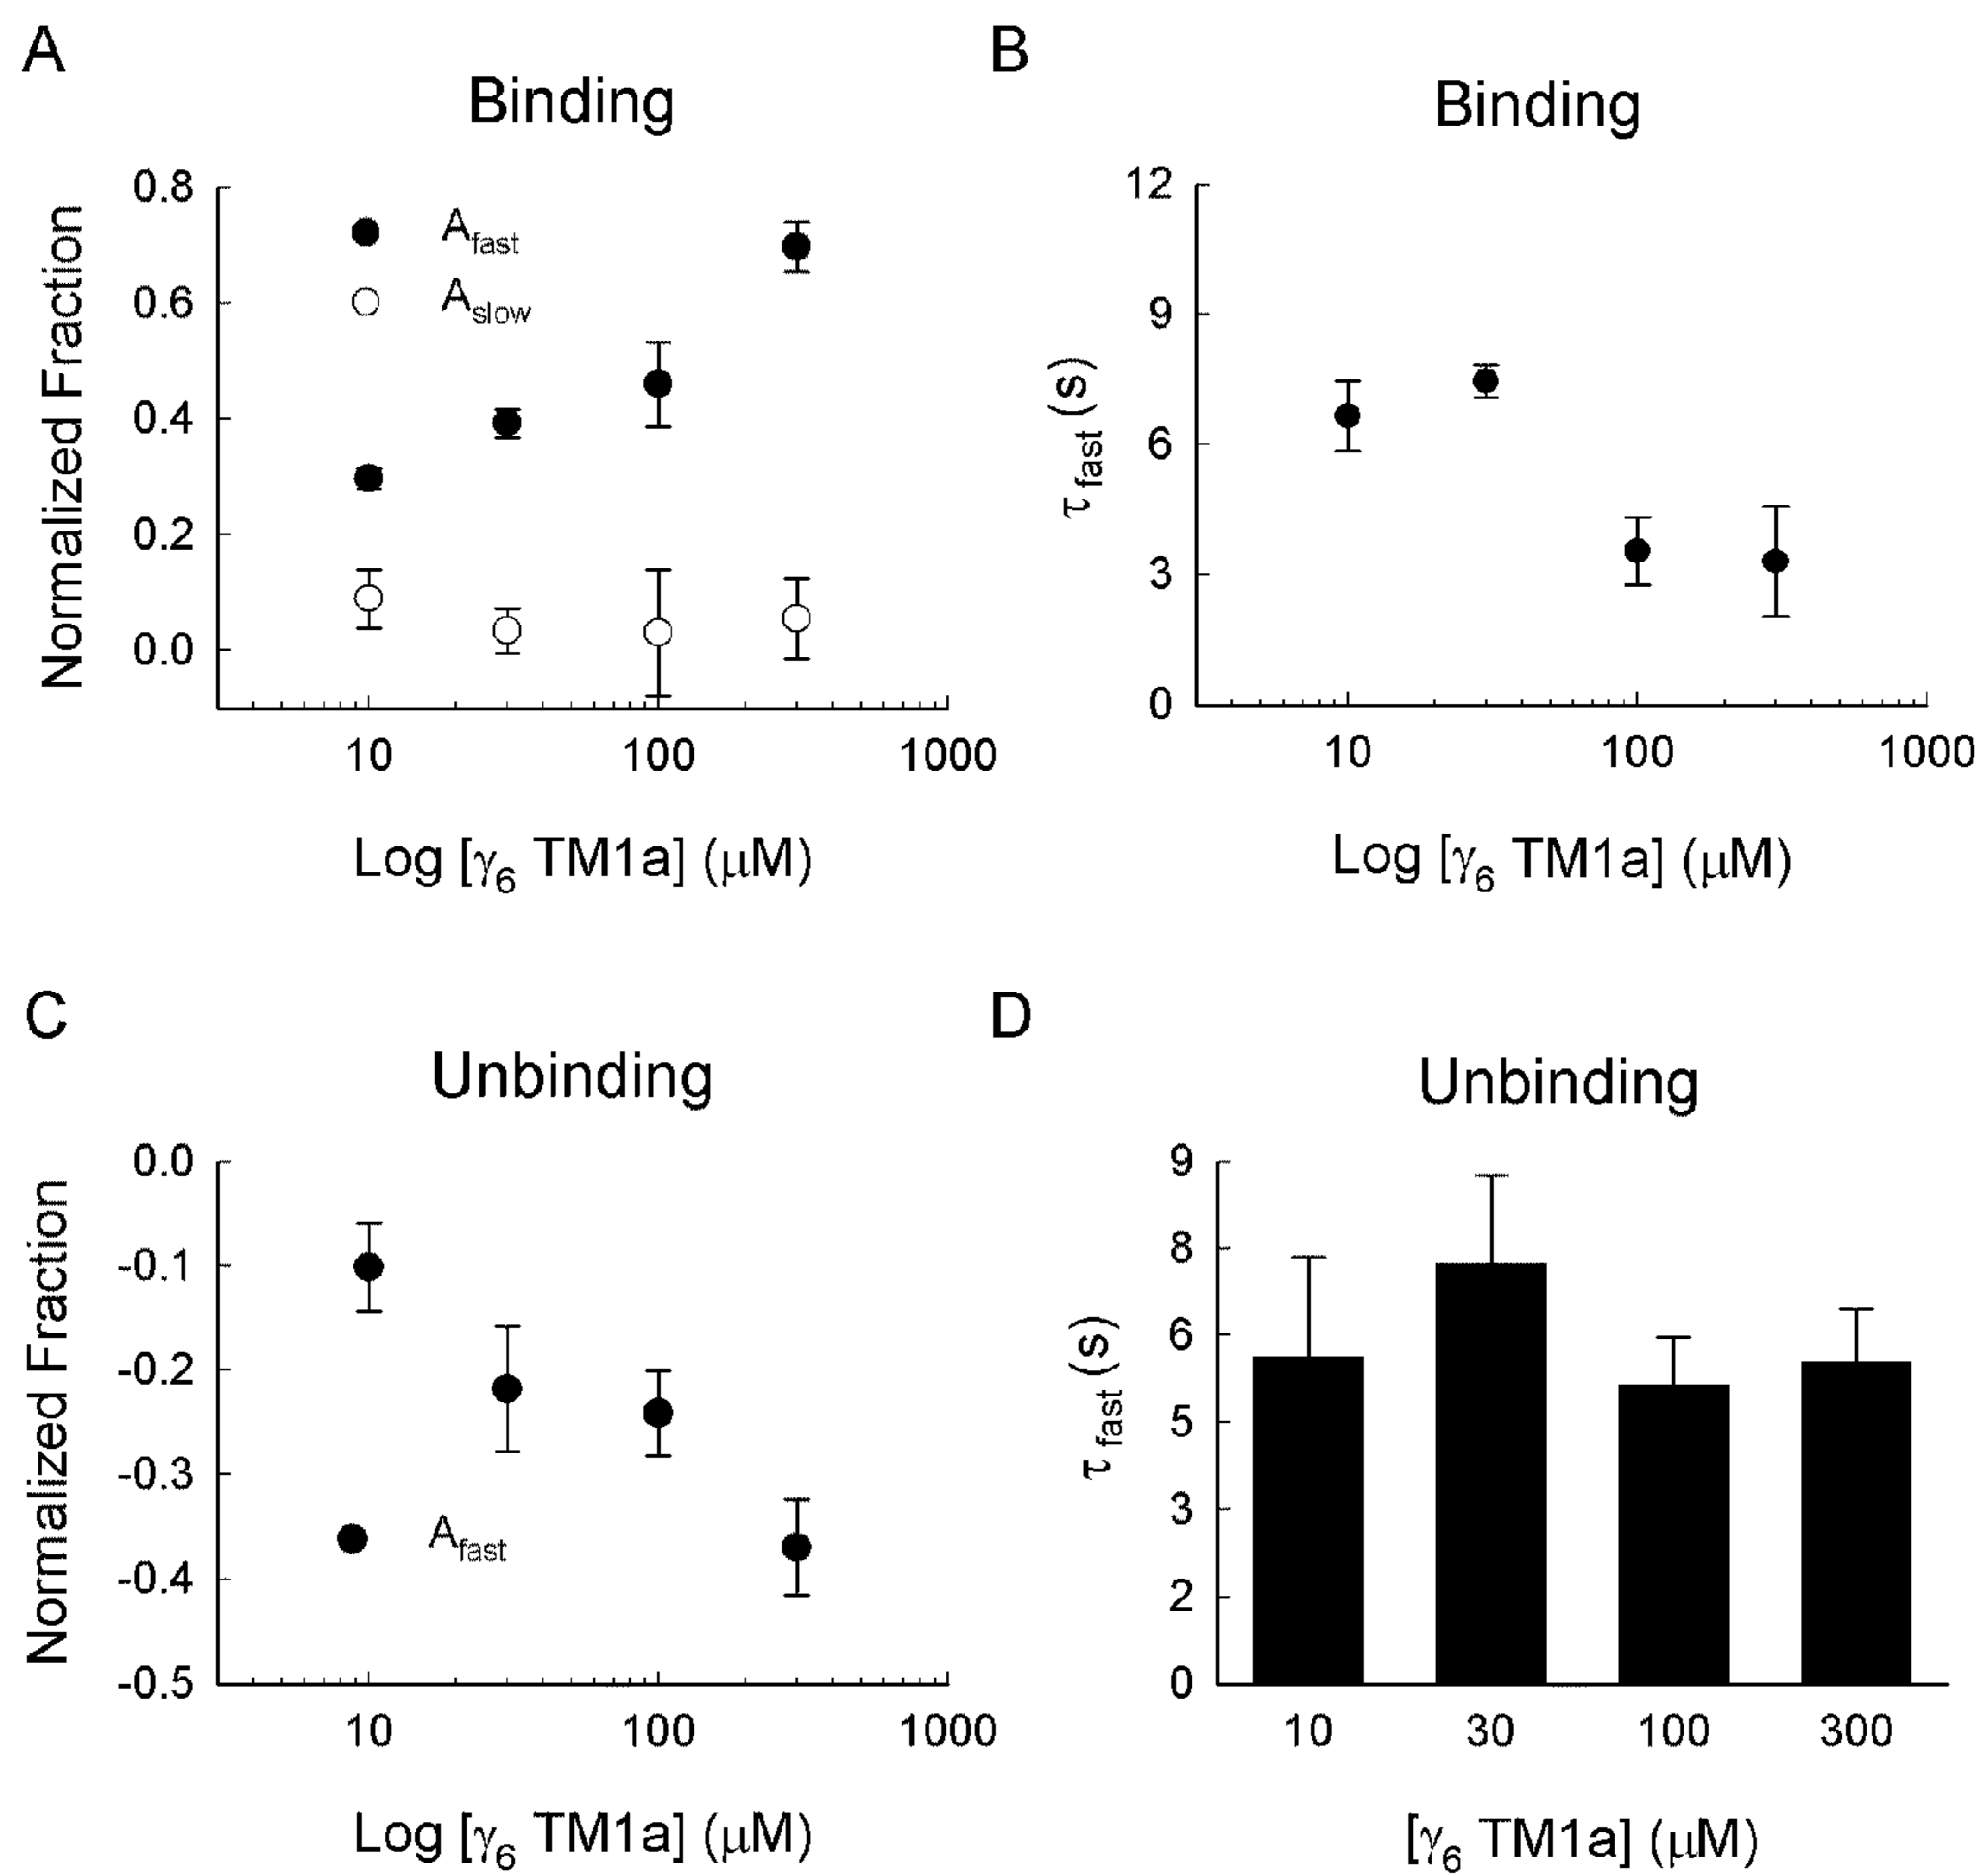 A
Binding
Normalized Fraction
0.8
0.6
0.4
0.2
0.0
A fast
A slow
10 100 1000
Log [γ6 TM1a] (μM)
B
Binding
τ fast (s)
12
9
6
3
0
10 100 1000
Log [γ6 TM1a] (μM)
C
Unbinding
Normalized Fraction
0.0
-0.1
-0.2
-0.3
-0.4
-0.5
A fast
10 100 1000
Log [γ6 TM1a] (μM)
D
Unbinding
τ fast (s)
9
8
6
5
3
2
0
10 30 100 300
[γ6 TM1a] (μM)